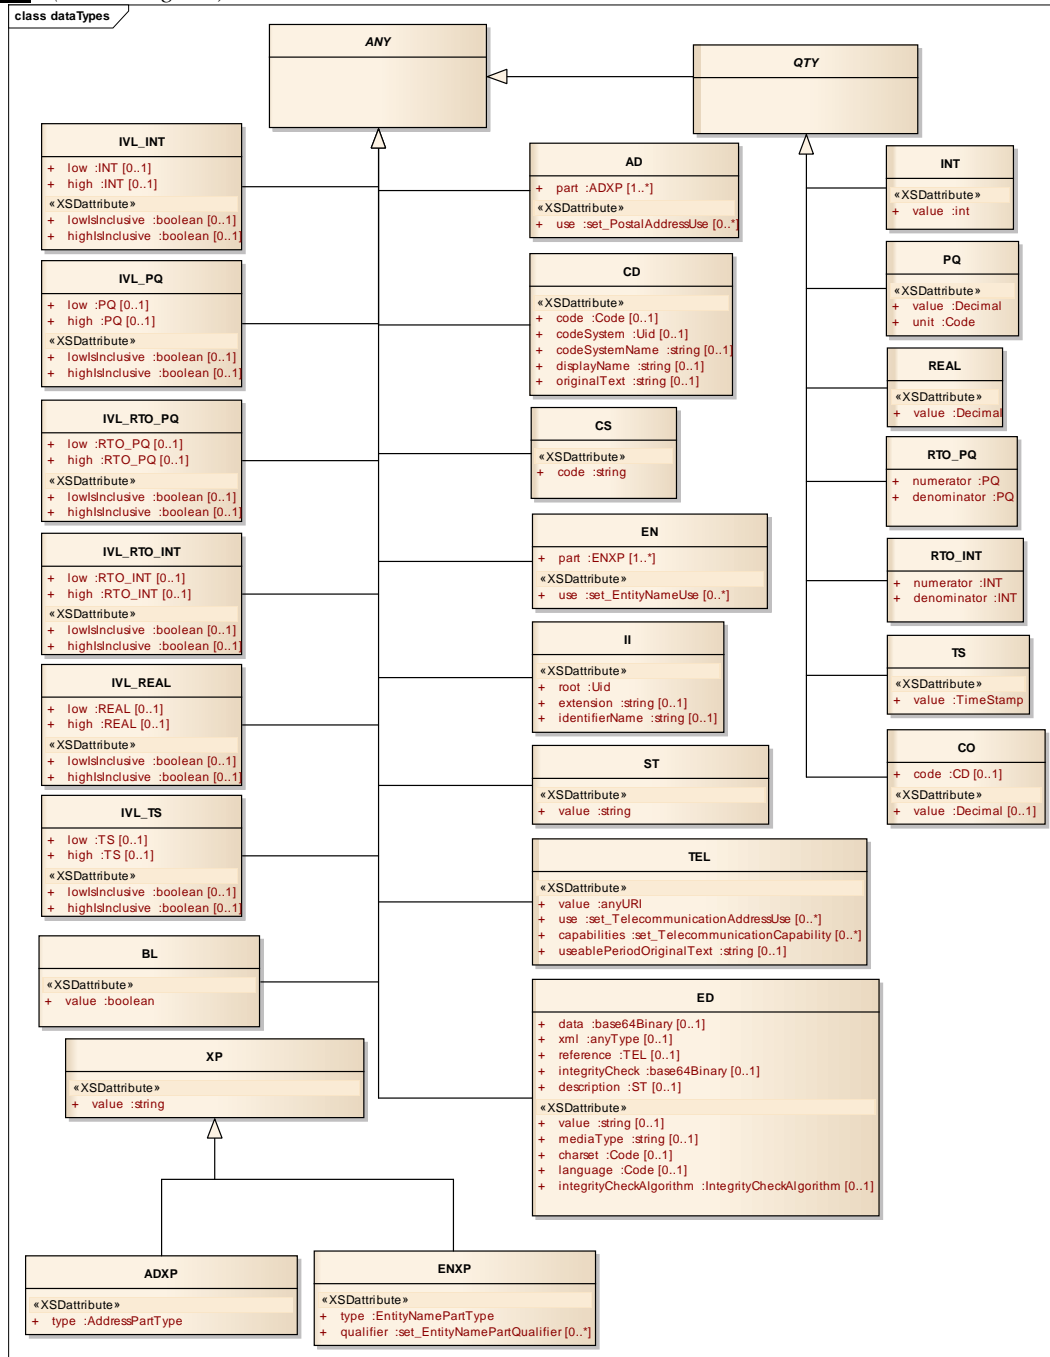 class dataTypes
ANY
QTY
IVL_INT
+ low :INT [0..1]
+ high :INT [0..1]
«XSDattribute»
+ lowIsInclusive :boolean [0..1]
+ highIsInclusive :boolean [0..1]
IVL_PQ
+ low :PQ [0..1]
+ high :PQ [0..1]
«XSDattribute»
+ lowIsInclusive :boolean [0..1]
+ highIsInclusive :boolean [0..1]
IVL_RTO_PQ
+ low :RTO_PQ [0..1]
+ high :RTO_PQ [0..1]
«XSDattribute»
+ lowIsInclusive :boolean [0..1]
+ highIsInclusive :boolean [0..1]
IVL_RTO_INT
+ low :RTO_INT [0..1]
+ high :RTO_INT [0..1]
«XSDattribute»
+ lowIsInclusive :boolean [0..1]
+ highIsInclusive :boolean [0..1]
IVL_REAL
+ low :REAL [0..1]
+ high :REAL [0..1]
«XSDattribute»
+ lowIsInclusive :boolean [0..1]
+ highIsInclusive :boolean [0..1]
IVL_TS
+ low :TS [0..1]
+ high :TS [0..1]
«XSDattribute»
+ lowIsInclusive :boolean [0..1]
+ highIsInclusive :boolean [0..1]
BL
«XSDattribute»
+ value :boolean
XP
«XSDattribute»
+ value :string
ADXP
«XSDattribute»
+ type :AddressPartType
ENXP
«XSDattribute»
+ type :EntityNamePartType
+ qualifier :set_EntityNamePartQualifier [0..*]
AD
+ part :ADXP [1..*]
«XSDattribute»
+ use :set_PostalAddressUse [0..*]
CD
«XSDattribute»
+ code :Code [0..1]
+ codeSystem :Uid [0..1]
+ codeSystemName :string [0..1]
+ displayName :string [0..1]
+ originalText :string [0..1]
CS
«XSDattribute»
+ code :string
EN
+ part :ENXP [1..*]
«XSDattribute»
+ use :set_EntityNameUse [0..*]
II
«XSDattribute»
+ root :Uid
+ extension :string [0..1]
+ identifierName :string [0..1]
ST
«XSDattribute»
+ value :string
TEL
«XSDattribute»
+ value :anyURI
+ use :set_TelecommunicationAddressUse [0..*]
+ capabilities :set_TelecommunicationCapability [0..*]
+ useablePeriodOriginalText :string [0..1]
ED
+ data :base64Binary [0..1]
+ xml :anyType [0..1]
+ reference :TEL [0..1]
+ integrityCheck :base64Binary [0..1]
+ description :ST [0..1]
«XSDattribute»
+ value :string [0..1]
+ mediaType :string [0..1]
+ charset :Code [0..1]
+ language :Code [0..1]
+ integrityCheckAlgorithm :IntegrityCheckAlgorithm [0..1]
INT
«XSDattribute»
+ value :int
PQ
«XSDattribute»
+ value :Decimal
+ unit :Code
REAL
«XSDattribute»
+ value :Decimal
RTO_PQ
+ numerator :PQ
+ denominator :PQ
RTO_INT
+ numerator :INT
+ denominator :INT
TS
«XSDattribute»
+ value :TimeStamp
CO
+ code :CD [0..1]
«XSDattribute»
+ value :Decimal [0..1]